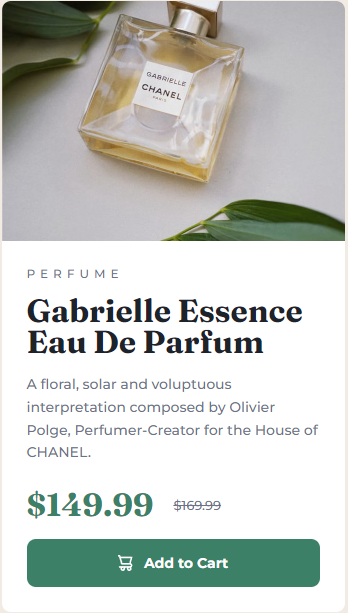 GABRIELLE
CHANEL
PARIS
PERFUME
Gabrielle Essence
Eau De Parfum
A floral, solar and voluptuous
interpretation composed by Olivier
Polge, Perfumer-Creator for the House of
CHANEL.
$149.99 $169.99
Add to Cart